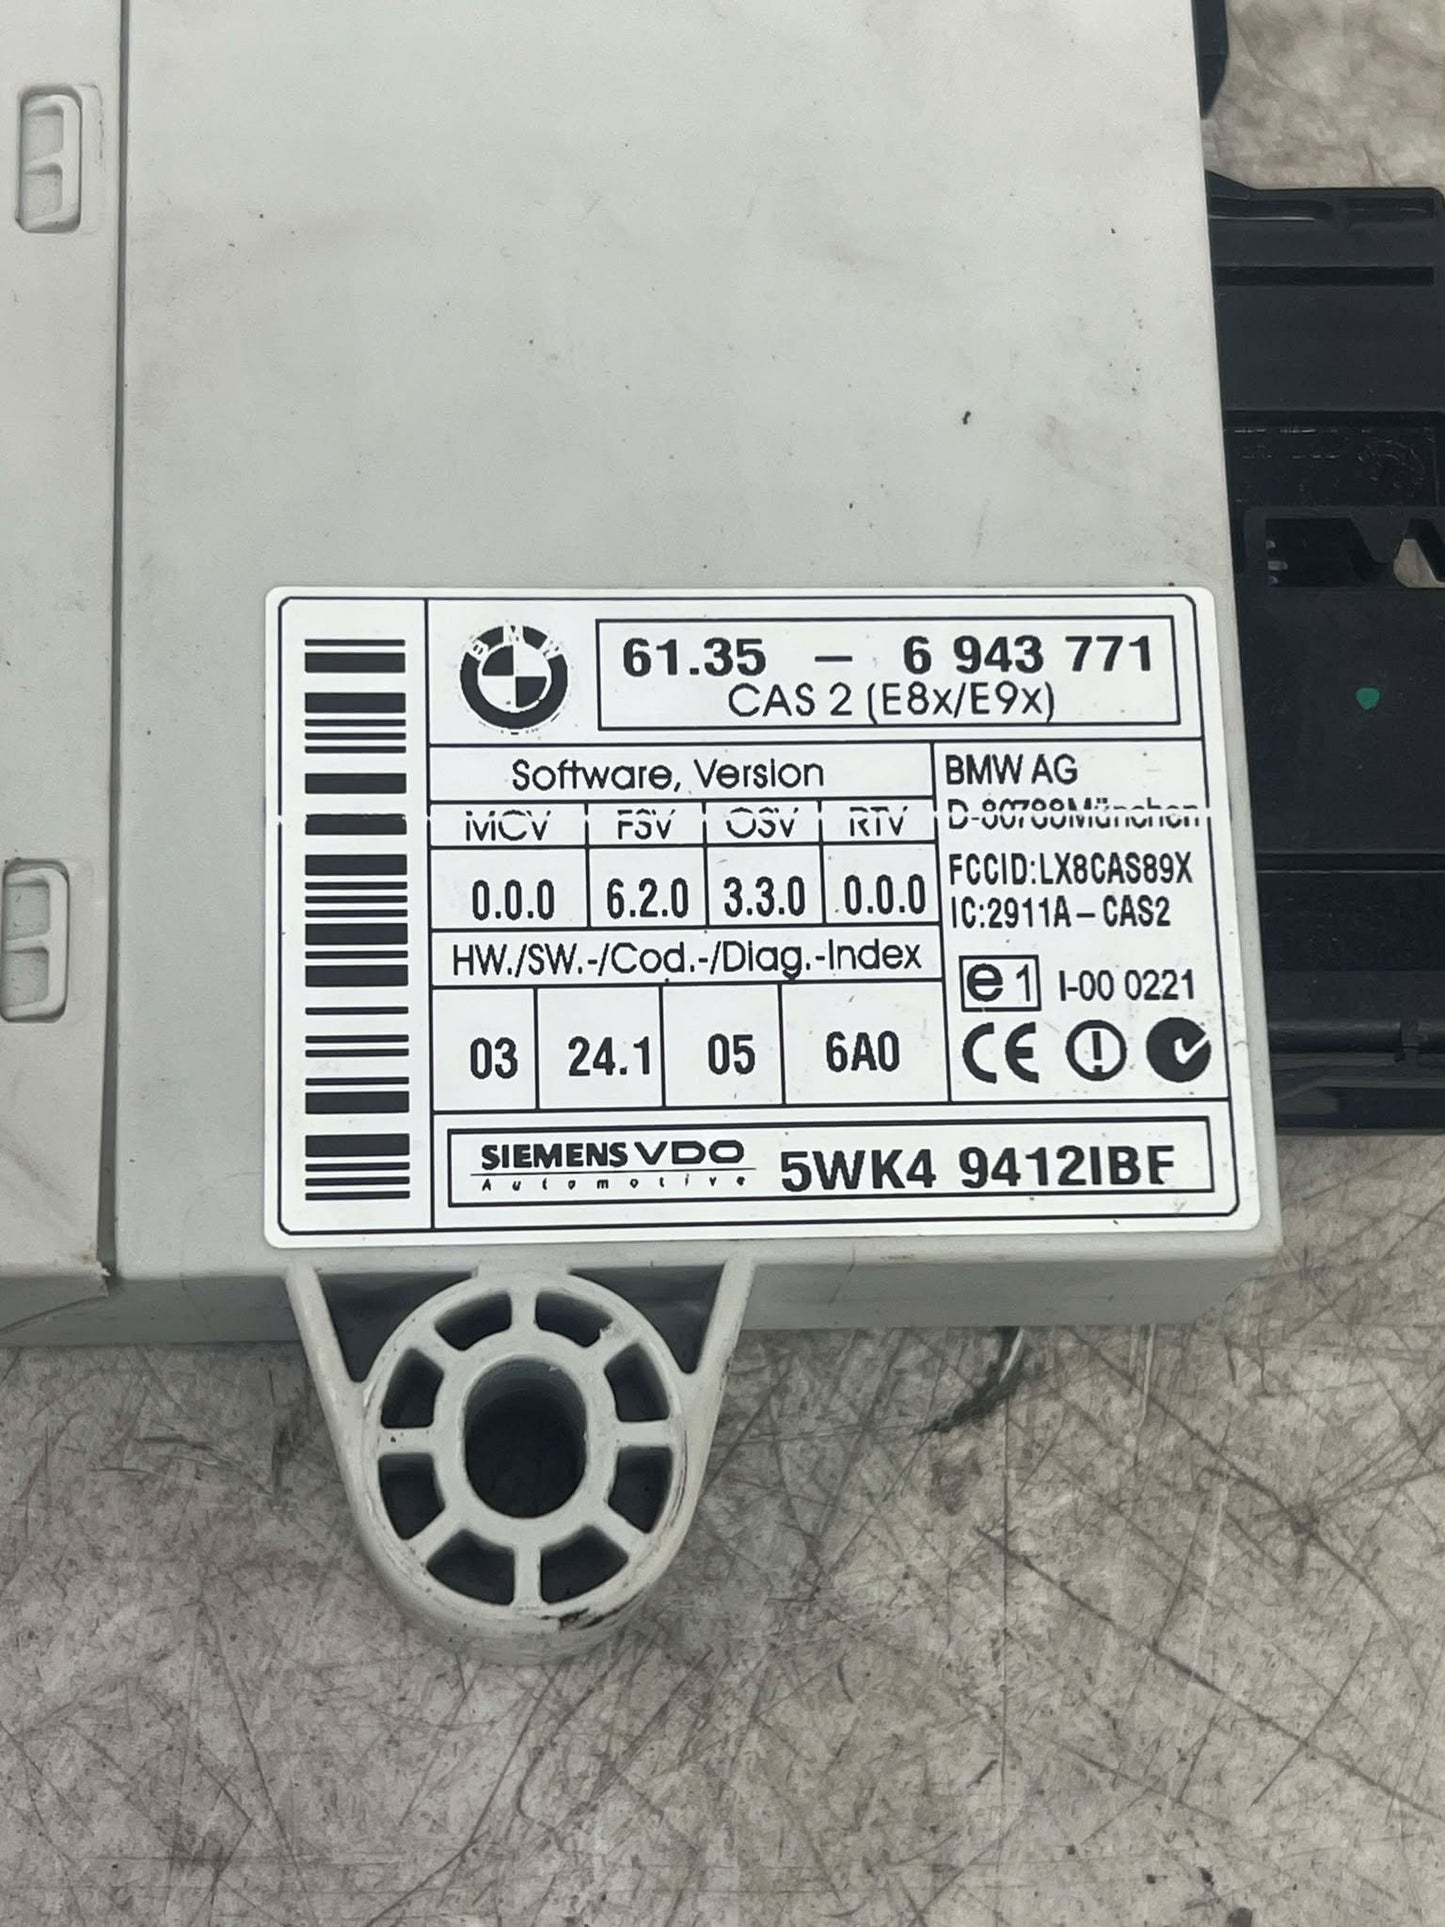 BMW
61.35 – 6 943 771
CAS 2 (E8x/E9x)
Software, Version
MCV FSV OSV RTV
0.0.0 6.2.0 3.3.0 0.0.0
HW./SW.-/Cod.-/Diag.-Index
03 24.1 05 6A0
BMW AG
D-80788München
FCCID:LX8CAS89X
IC:2911A–CAS2
e1 I-00 0221
CE
SIEMENS VDO
Automotive
5WK4 9412IBF